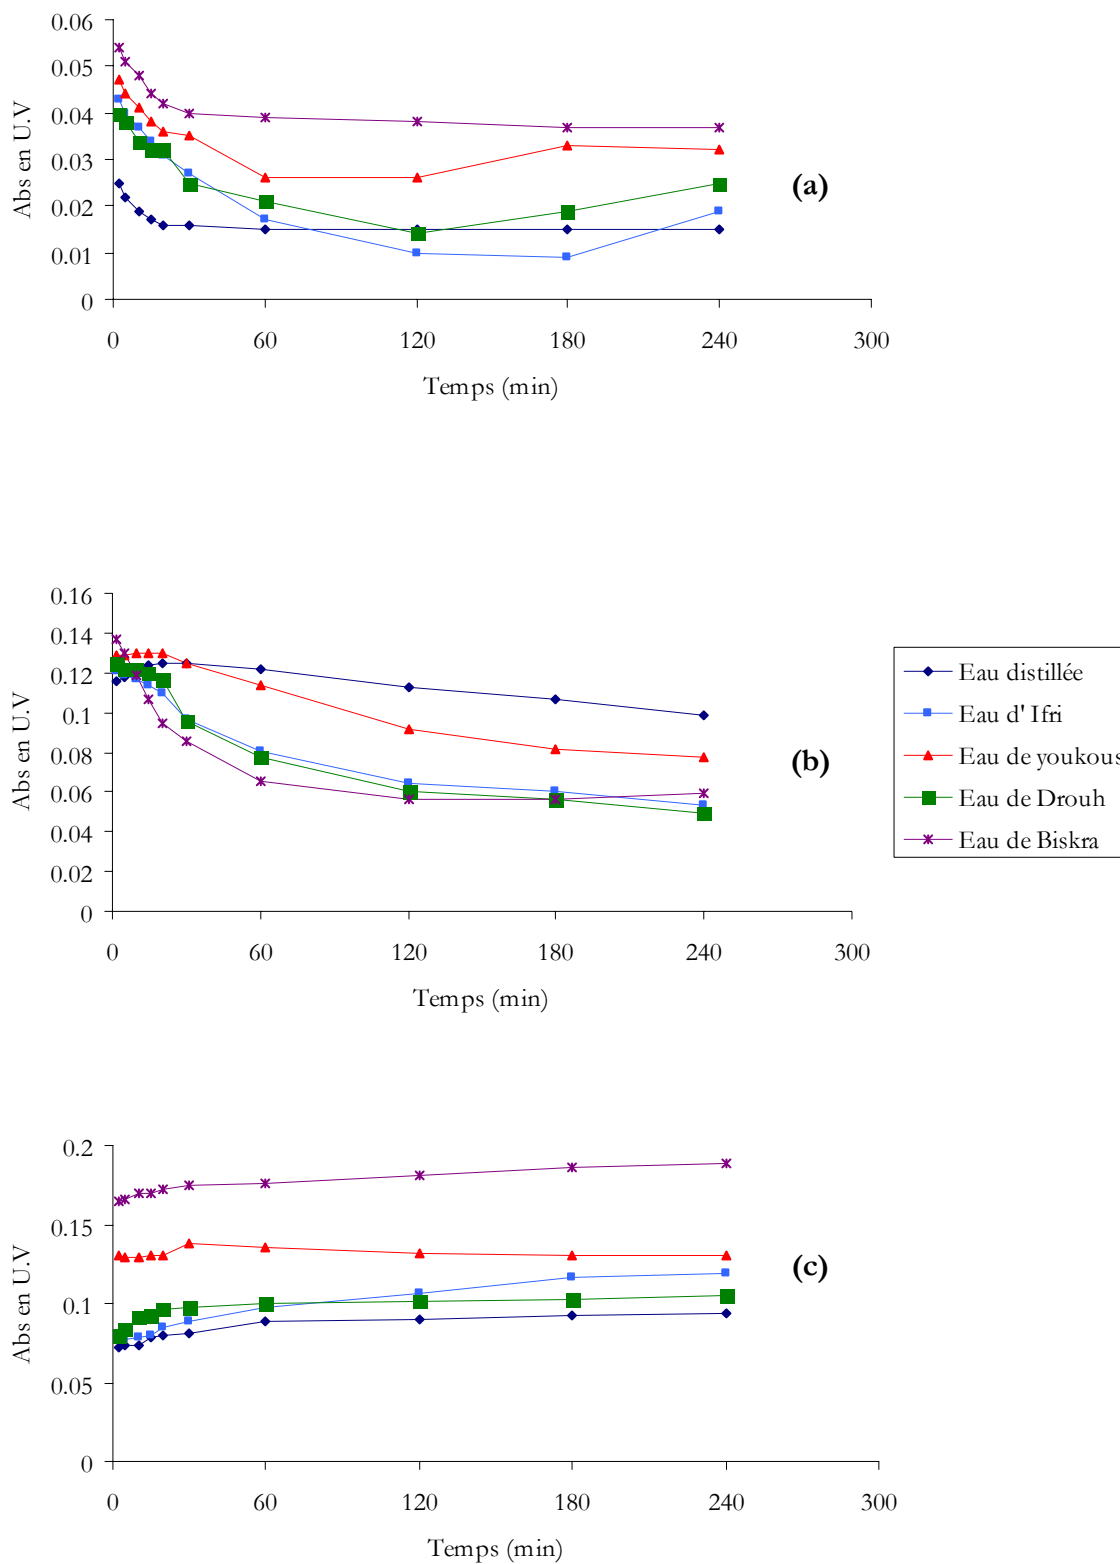 0.06
0.05
0.04
0.03
0.02
0.01
0
Abs en U.V
0 60 120 180 240 300
Temps (min)
(a)
0.16
0.14
0.12
0.1
0.08
0.06
0.04
0.02
0
Abs en U.V
0 60 120 180 240 300
Temps (min)
(b)
Eau distillée
Eau d' Ifri
Eau de youkous
Eau de Drouh
Eau de Biskra
0.2
0.15
0.1
0.05
0
Abs en U.V
0 60 120 180 240 300
Temps (min)
(c)